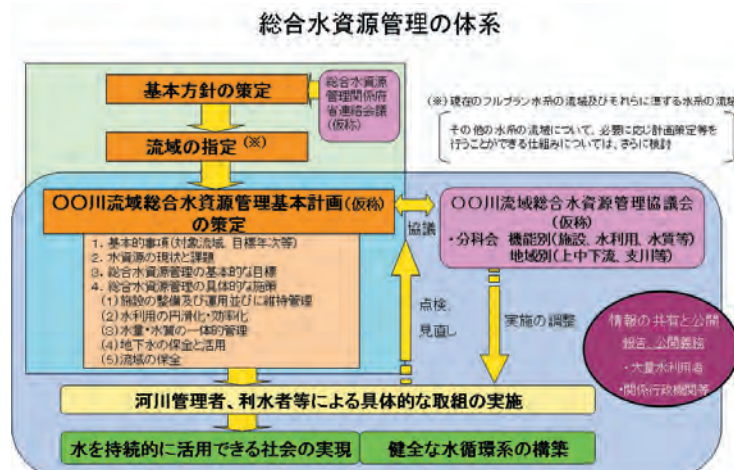 総合水資源管理の体系
基本方針の策定
総合水資源
管理関係府
省連絡会議
(仮称)
流域の指定(※)
(※)現在のフルプラン水系の流域及びそれらに準ずる水系の流域
その他の水系の流域について、必要に応じ計画策定等を
行うことができる仕組みについては、さらに検討
〇〇川流域総合水資源管理基本計画(仮称)
の策定
1. 基本的事項(対象流域、目標年次等)
2. 水資源の現状と課題
3. 総合水資源管理の基本的な目標
4. 総合水資源管理の具体的な施策
(1)施設の整備及び運用並びに維持管理
(2)水利用の円滑化・効率化
(3)水量・水質の一体的管理
(4)地下水の保全と活用
(5)流域の保全
協議
〇〇川流域総合水資源管理協議会
(仮称)
・分科会 機能別(施設、水利用、水質等)
地域別(上中下流、支川等)
点検、
見直し
実施の調整
情報の共有と公開
報告、公開義務
・大量水利用者
・関係行政機関等
河川管理者、利水者等による具体的な取組の実施
水を持続的に活用できる社会の実現
健全な水循環系の構築